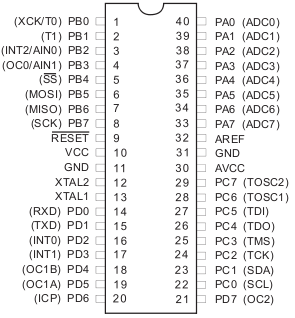 (XCK/T0) PB0 1 40 PA0 (ADC0)
(T1) PB1 2 39 PA1 (ADC1)
(INT2/AIN0) PB2 3 38 PA2 (ADC2)
(OC0/AIN1) PB3 4 37 PA3 (ADC3)
(SS) PB4 5 36 PA4 (ADC4)
(MOSI) PB5 6 35 PA5 (ADC5)
(MISO) PB6 7 34 PA6 (ADC6)
(SCK) PB7 8 33 PA7 (ADC7)
RESET 9 32 AREF
VCC 10 31 GND
GND 11 30 AVCC
XTAL2 12 29 PC7 (TOSC2)
XTAL1 13 28 PC6 (TOSC1)
(RXD) PD0 14 27 PC5 (TDI)
(TXD) PD1 15 26 PC4 (TDO)
(INT0) PD2 16 25 PC3 (TMS)
(INT1) PD3 17 24 PC2 (TCK)
(OC1B) PD4 18 23 PC1 (SDA)
(OC1A) PD5 19 22 PC0 (SCL)
(ICP) PD6 20 21 PD7 (OC2)